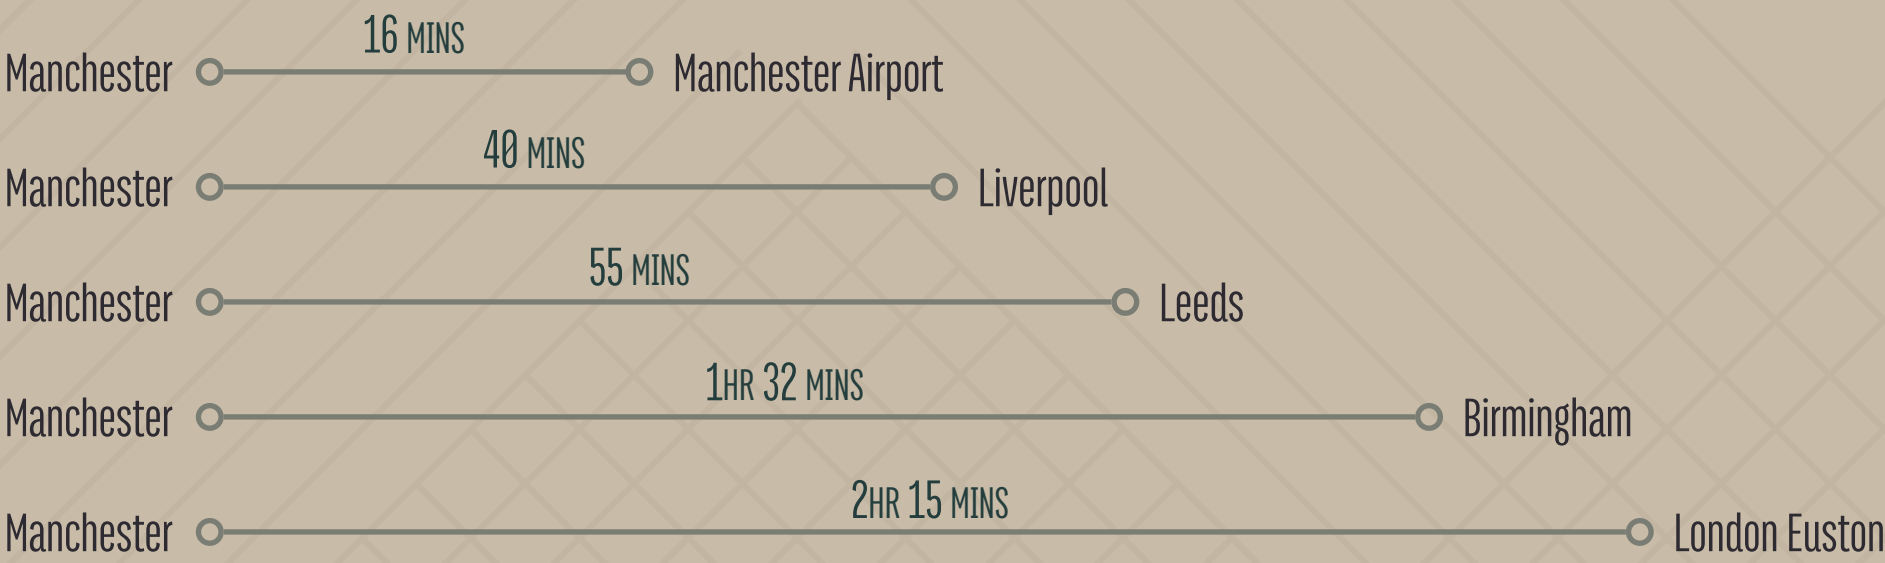 16 MINS
Manchester Manchester Airport
40 MINS
Manchester Liverpool
55 MINS
Manchester Leeds
1HR 32 MINS
Manchester Birmingham
2HR 15 MINS
Manchester London Euston